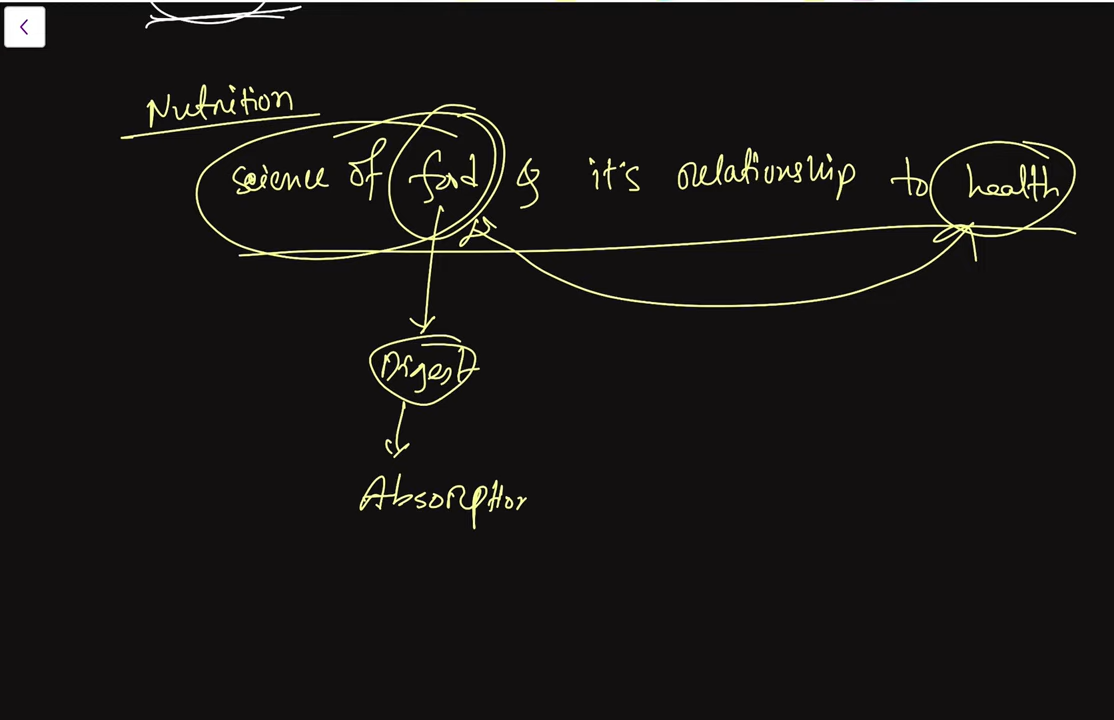 Nutrition
science of food & it's relationship to health
Digest
Absorption